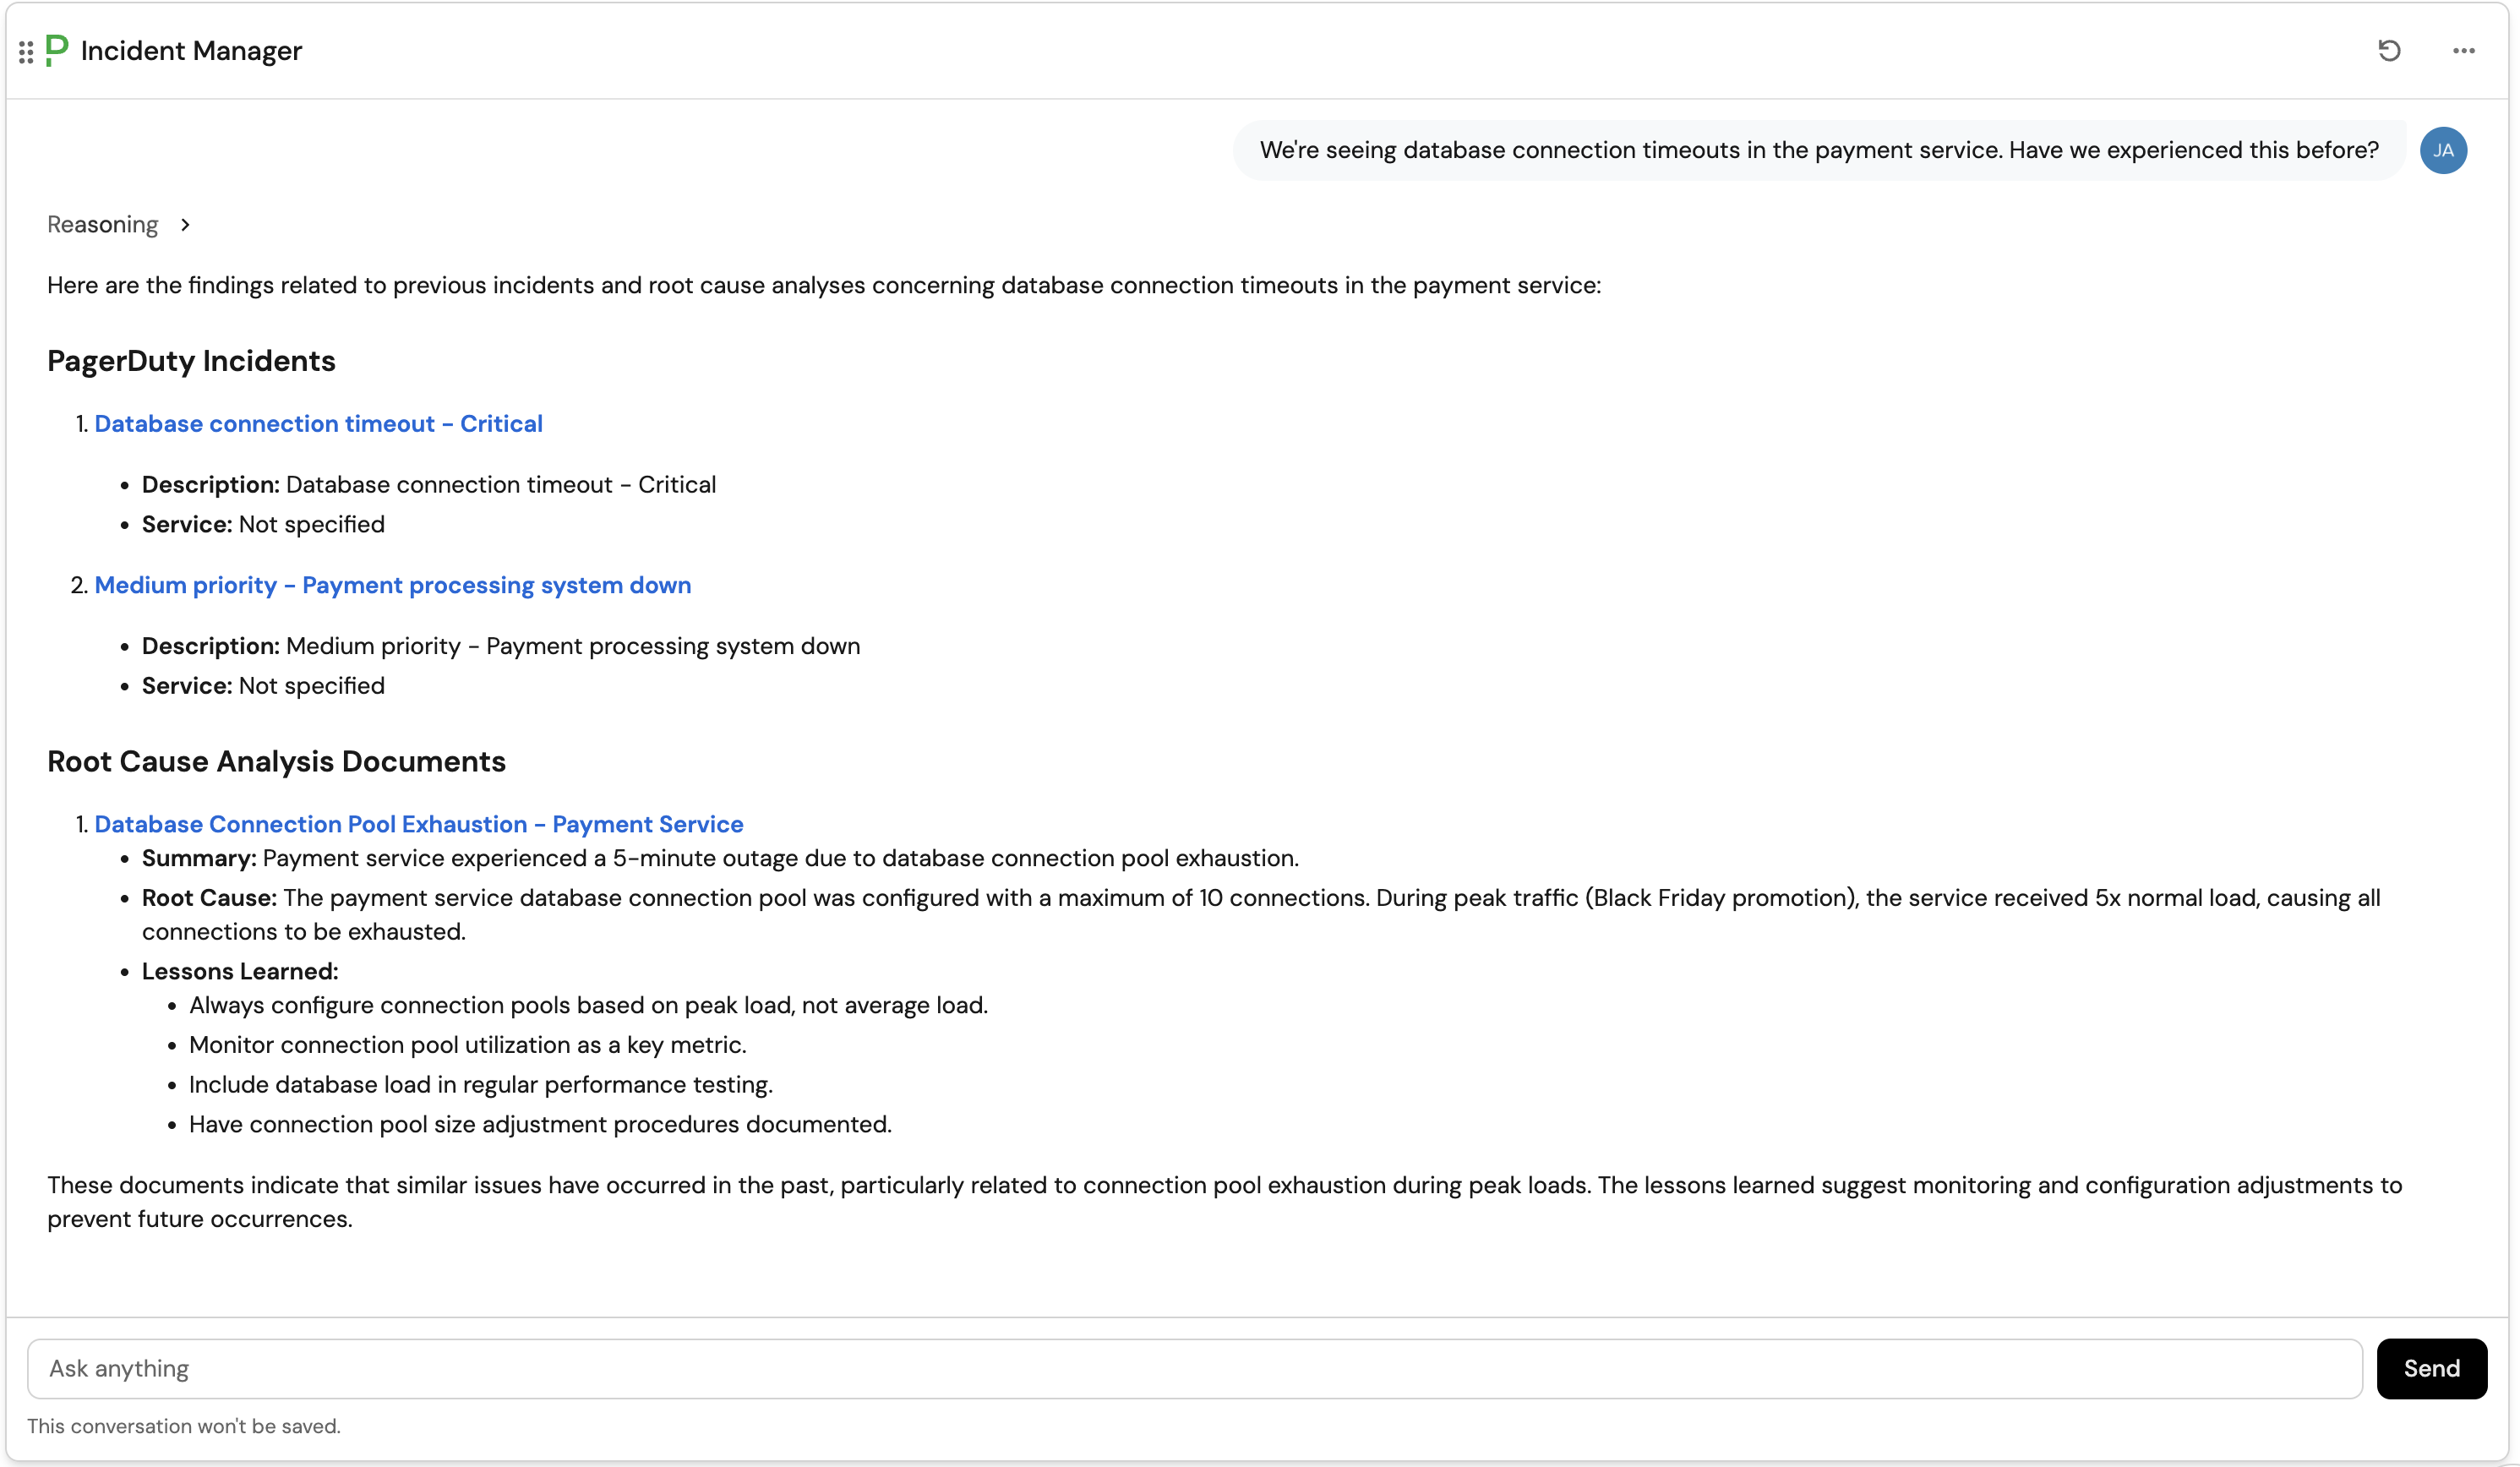 Incident Manager
We're seeing database connection timeouts in the payment service. Have we experienced this before?
JA
Reasoning
Here are the findings related to previous incidents and root cause analyses concerning database connection timeouts in the payment service:
PagerDuty Incidents
1. Database connection timeout – Critical
• Description: Database connection timeout – Critical
• Service: Not specified
2. Medium priority – Payment processing system down
• Description: Medium priority – Payment processing system down
• Service: Not specified
Root Cause Analysis Documents
1. Database Connection Pool Exhaustion – Payment Service
• Summary: Payment service experienced a 5-minute outage due to database connection pool exhaustion.
• Root Cause: The payment service database connection pool was configured with a maximum of 10 connections. During peak traffic (Black Friday promotion), the service received 5x normal load, causing all
connections to be exhausted.
• Lessons Learned:
• Always configure connection pools based on peak load, not average load.
• Monitor connection pool utilization as a key metric.
• Include database load in regular performance testing.
• Have connection pool size adjustment procedures documented.
These documents indicate that similar issues have occurred in the past, particularly related to connection pool exhaustion during peak loads. The lessons learned suggest monitoring and configuration adjustments to
prevent future occurrences.
Ask anything
Send
This conversation won't be saved.